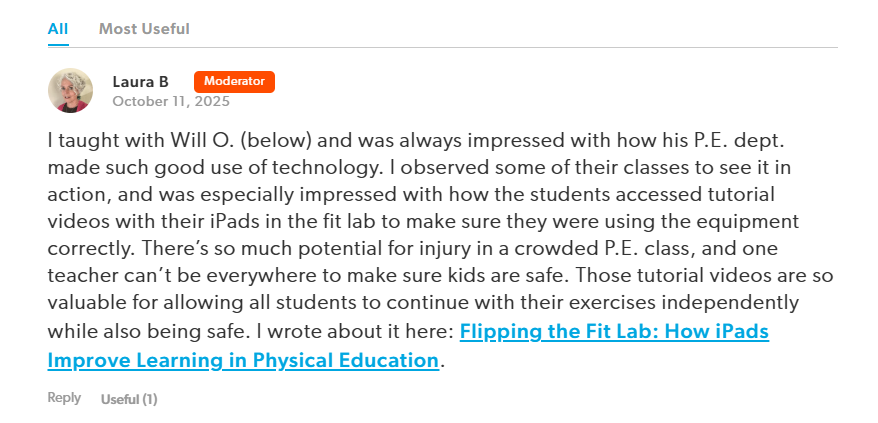 All Most Useful
Laura B Moderator
October 11, 2025
I taught with Will O. (below) and was always impressed with how his P.E. dept.
made such good use of technology. I observed some of their classes to see it in
action, and was especially impressed with how the students accessed tutorial
videos with their iPads in the fit lab to make sure they were using the equipment
correctly. There’s so much potential for injury in a crowded P.E. class, and one
teacher can’t be everywhere to make sure kids are safe. Those tutorial videos are so
valuable for allowing all students to continue with their exercises independently
while also being safe. I wrote about it here: Flipping the Fit Lab: How iPads
Improve Learning in Physical Education.
Reply Useful (1)